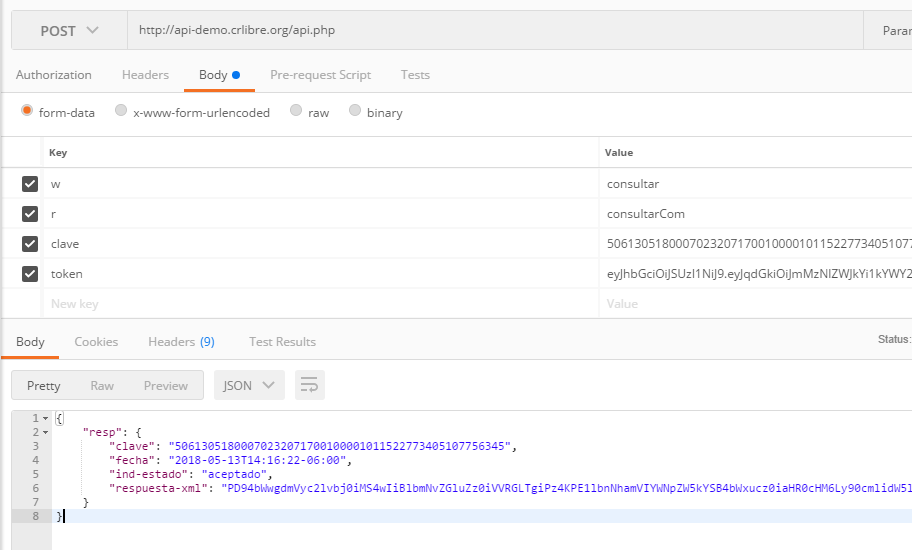 POST http://api-demo.crlibre.org/api.php Parar
Authorization Headers Body Pre-request Script Tests
form-data x-www-form-urlencoded raw binary
Key Value
w consultar
r consultarCom
clave 506130518000702320717001000010115227734051077
token eyJhbGciOiJSUzI1NiJ9.eyJqdGkiOiJmMzNlZWJkYi1kYWY2
New key Value
Body Cookies Headers (9) Test Results Status:
Pretty Raw Preview JSON
1 {
2 "resp": {
3 "clave": "50613051800070232071700100001011522773405107756345",
4 "fecha": "2018-05-13T14:16:22-06:00",
5 "ind-estado": "aceptado",
6 "respuesta-xml": "PD94bWwgdmVyc2lvbj0iMS4wIiBlbmNvZGluZz0iVVRGLTgiPz4KPE1lbnNhamVIYWNpZW5kYSB4bWxucz0iaHR0cHM6Ly90cmlidW5l
7 }
8 }